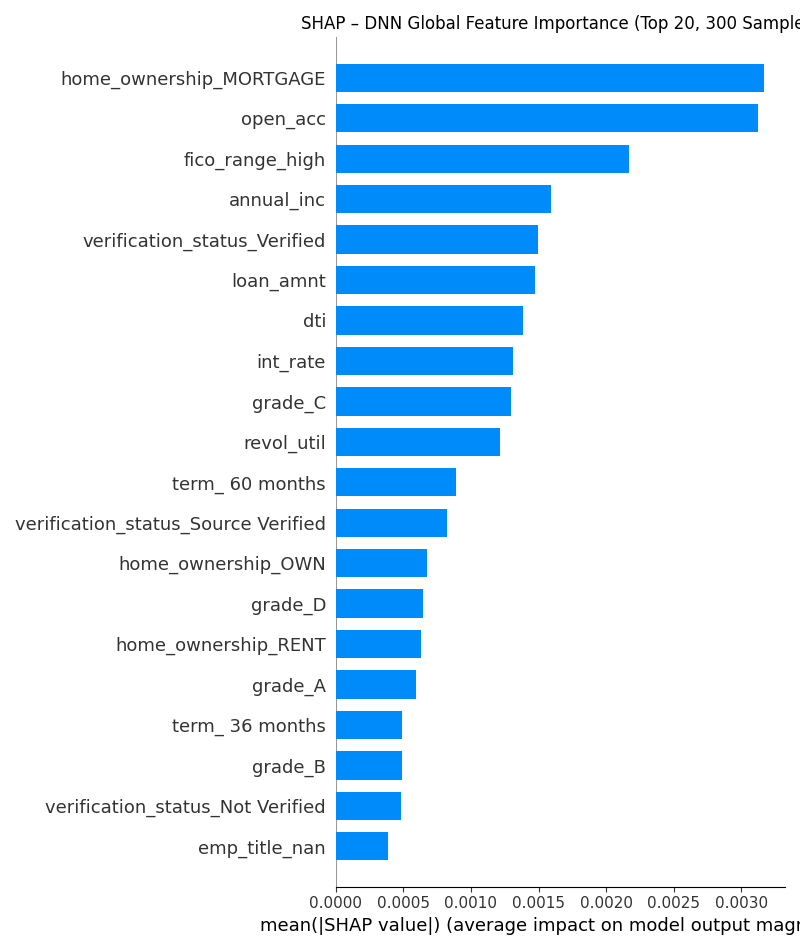 SHAP – DNN Global Feature Importance (Top 20, 300 Sample
home_ownership_MORTGAGE
open_acc
fico_range_high
annual_inc
verification_status_Verified
loan_amnt
dti
int_rate
grade_C
revol_util
term_ 60 months
verification_status_Source Verified
home_ownership_OWN
grade_D
home_ownership_RENT
grade_A
term_ 36 months
grade_B
verification_status_Not Verified
emp_title_nan
0.0000 0.0005 0.0010 0.0015 0.0020 0.0025 0.0030
mean(|SHAP value|) (average impact on model output magn